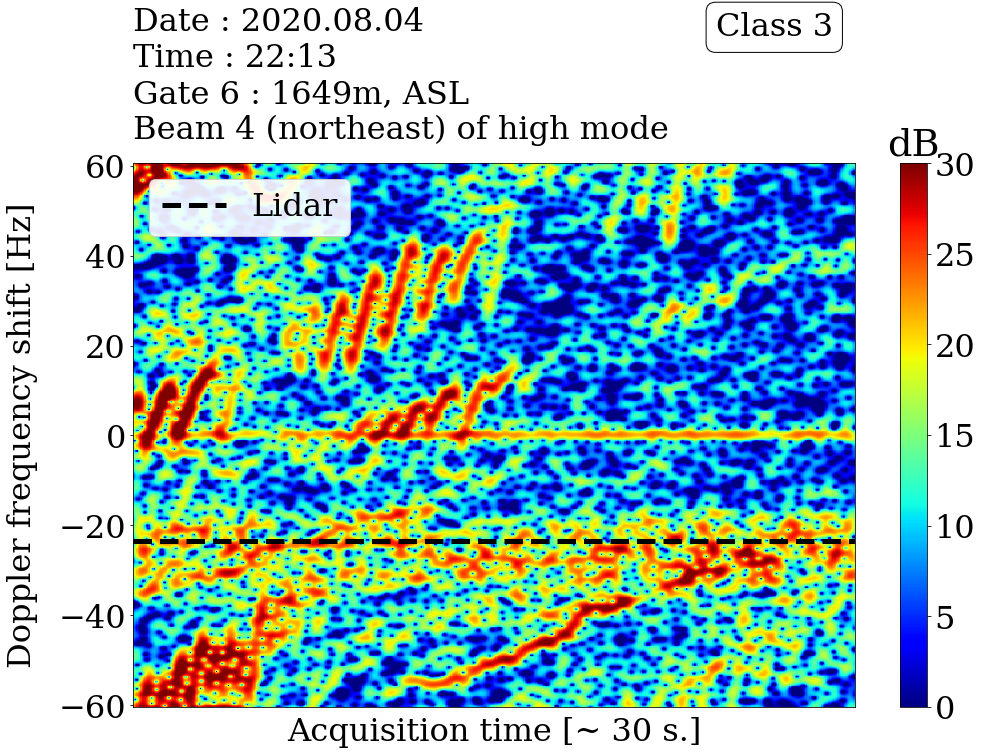 Date : 2020.08.04
Time : 22:13
Gate 6 : 1649m, ASL
Beam 4 (northeast) of high mode
Class 3
dB
Lidar
Doppler frequency shift [Hz]
60
40
20
0
−20
−40
−60
Acquisition time [~ 30 s.]
30
25
20
15
10
5
0